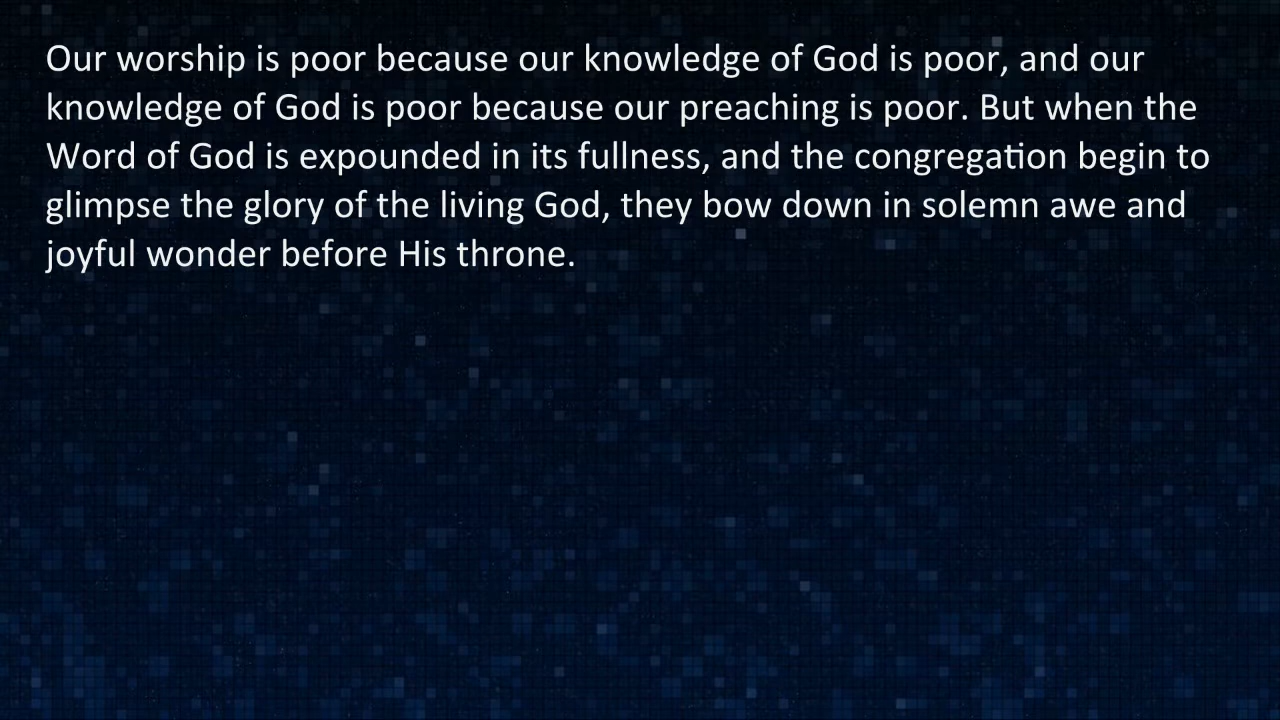 Our worship is poor because our knowledge of God is poor, and our
knowledge of God is poor because our preaching is poor. But when the
Word of God is expounded in its fullness, and the congregation begin to
glimpse the glory of the living God, they bow down in solemn awe and
joyful wonder before His throne.